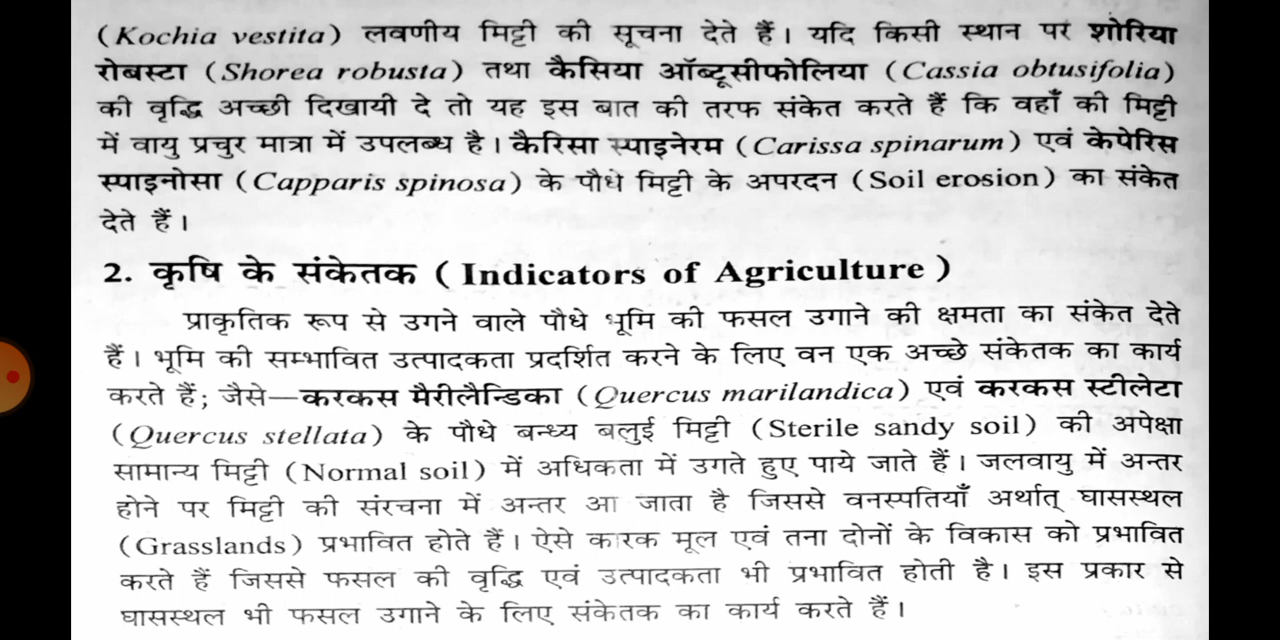 (Kochia vestita) लवणीय मिट्टी की सूचना देते हैं। यदि किसी स्थान पर शोरिया
रोबस्टा (Shorea robusta) तथा कैसिया ऑब्टूसीफोलिया (Cassia obtusifolia)
की वृद्धि अच्छी दिखायी दे तो यह इस बात की तरफ संकेत करते हैं कि वहाँ की मिट्टी
में वायु प्रचुर मात्रा में उपलब्ध है। कैरिसा स्पाइनेरम (Carissa spinarum) एवं केपेरिस
स्पाइनोसा (Capparis spinosa) के पौधे मिट्टी के अपरदन (Soil erosion) का संकेत
देते हैं।
2. कृषि के संकेतक ( Indicators of Agriculture )
प्राकृतिक रूप से उगने वाले पौधे भूमि की फसल उगाने की क्षमता का संकेत देते
हैं। भूमि की सम्भावित उत्पादकता प्रदर्शित करने के लिए वन एक अच्छे संकेतक का कार्य
करते हैं; जैसे—करकस मैरीलैन्डिका (Quercus marilandica) एवं करकस स्टीलेटा
(Quercus stellata) के पौधे बन्ध्य बलुई मिट्टी (Sterile sandy soil) की अपेक्षा
सामान्य मिट्टी (Normal soil) में अधिकता में उगते हुए पाये जाते हैं। जलवायु में अन्तर
होने पर मिट्टी की संरचना में अन्तर आ जाता है जिससे वनस्पतियाँ अर्थात् घासस्थल
(Grasslands) प्रभावित होते हैं। ऐसे कारक मूल एवं तना दोनों के विकास को प्रभावित
करते हैं जिससे फसल की वृद्धि एवं उत्पादकता भी प्रभावित होती है। इस प्रकार से
घासस्थल भी फसल उगाने के लिए संकेतक का कार्य करते हैं।